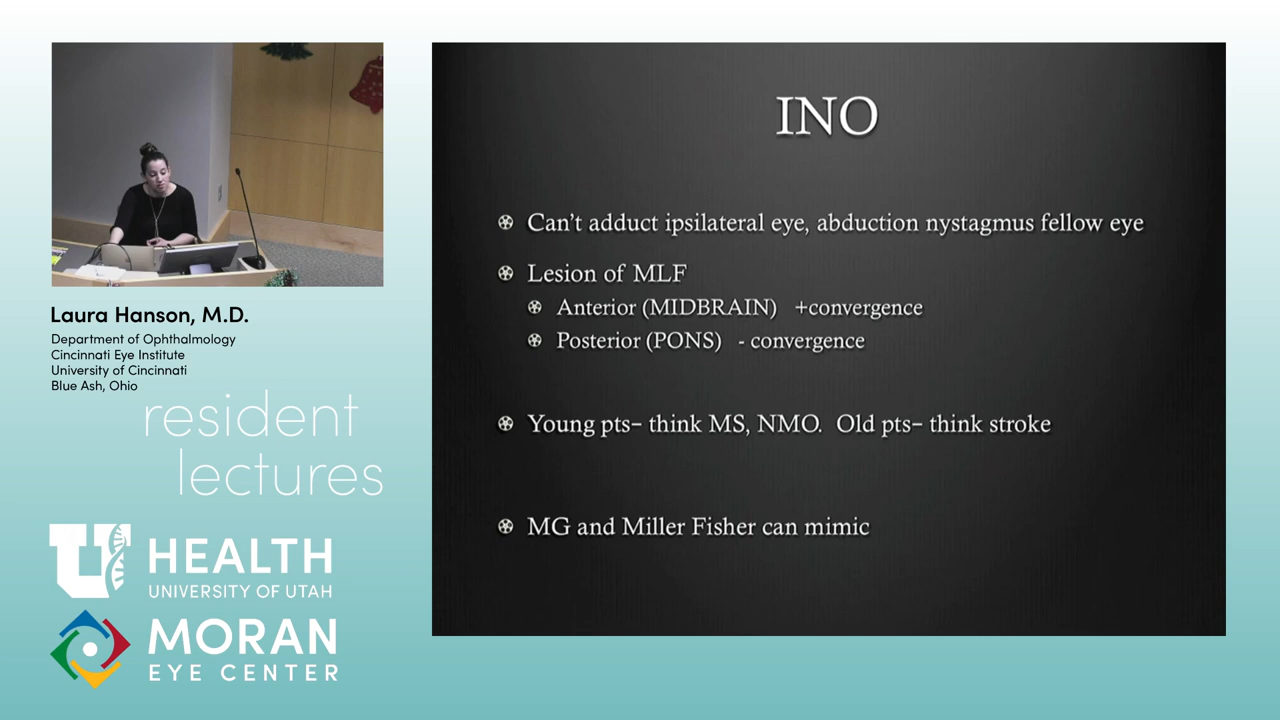 Laura Hanson, M.D.
Department of Ophthalmology
Cincinnati Eye Institute
University of Cincinnati
Blue Ash, Ohio
resident
lectures
U HEALTH
UNIVERSITY OF UTAH
MORAN
EYE CENTER
INO
Can't adduct ipsilateral eye, abduction nystagmus fellow eye
Lesion of MLF
Anterior (MIDBRAIN) +convergence
Posterior (PONS) - convergence
Young pts– think MS, NMO. Old pts– think stroke
MG and Miller Fisher can mimic